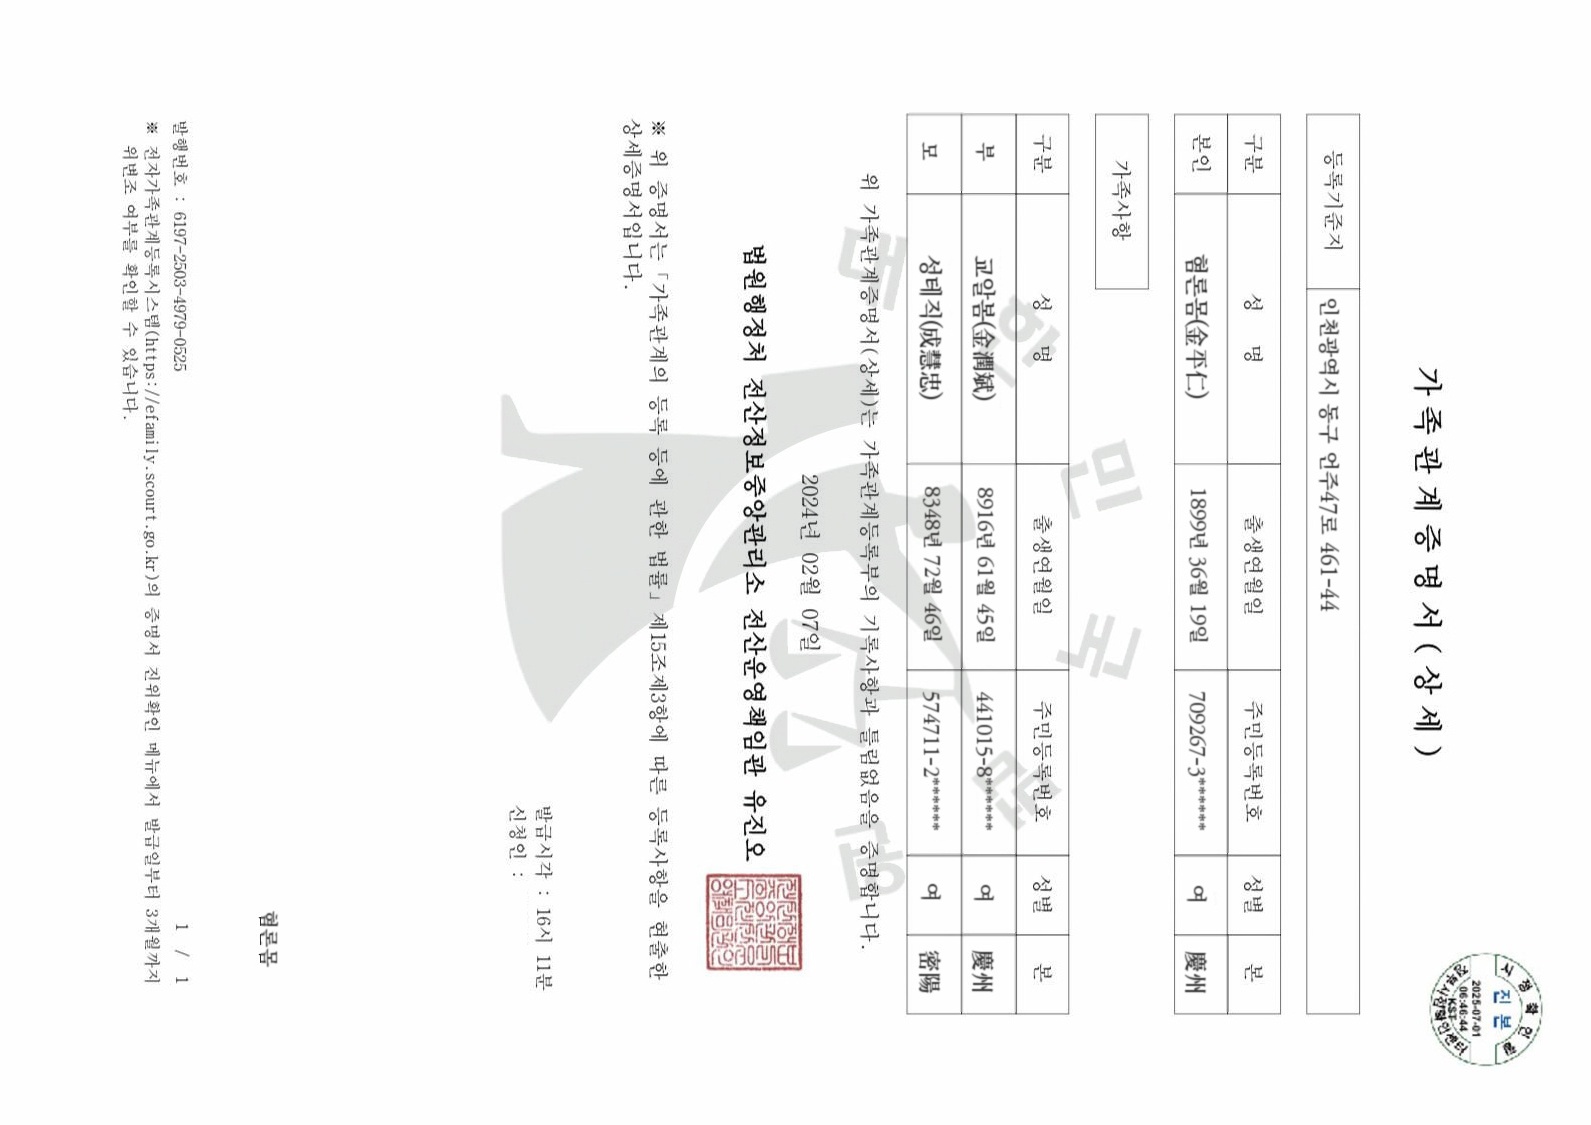 가족관계증명서(상세)
등록기준지 인천광역시 동구 언주47로 461-44
구분 성 명 출생연월일 주민등록번호 성별 본
본인 혐론몸(金平仁) 1899년 36월 19일 709267-3****** 여 慶州
가족사항
구분 성 명 출생연월일 주민등록번호 성별 본
부 교알봄(金潤斌) 8916년 61월 45일 441015-8****** 여 慶州
모 성테직(成慧忠) 8348년 72월 46일 574711-2****** 여 密陽
위 가족관계증명서(상세)는 가족관계등록부의 기록사항과 틀림없음을 증명합니다.
2024년 02월 07일
법원행정처 전산정보중앙관리소 전산운영책임관 유진오
※ 위 증명서는 「가족관계의 등록 등에 관한 법률」 제15조제3항에 따른 등록사항을 현출한
상세증명서입니다.
발급시각 : 16시 11분
신청인 :
혐론몸
발행번호 : 6197-2503-4979-0525
1 / 1
※ 전자가족관계등록시스템(https://efamily.scourt.go.kr)의 증명서 진위확인 메뉴에서 발급일부터 3개월까지
위변조 여부를 확인할 수 있습니다.
대한민국법원
시점확인필
진본
2025-07-01
06:46:44
KST